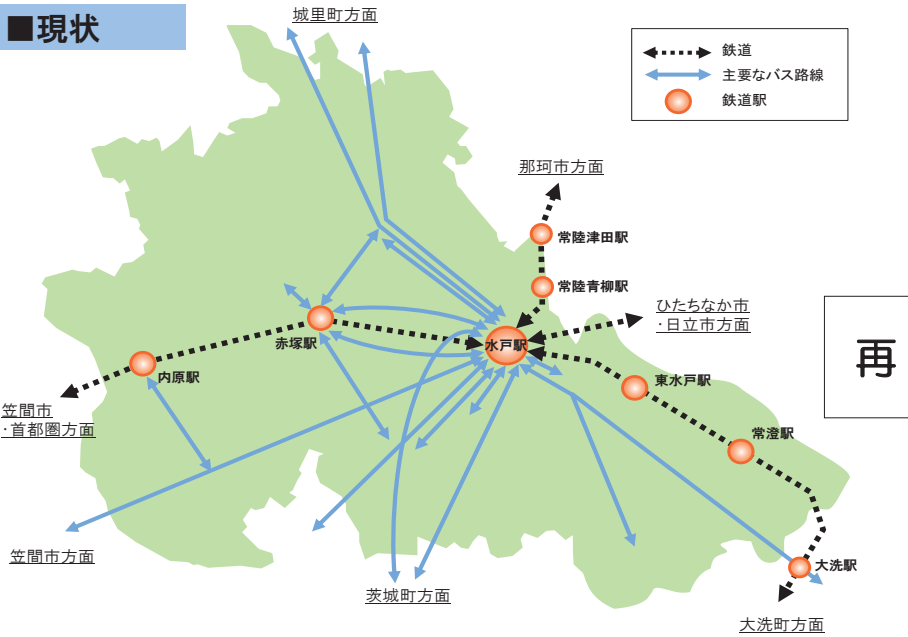 ■現状
城里町方面
鉄道
主要なバス路線
鉄道駅
那珂市方面
常陸津田駅
常陸青柳駅
ひたちなか市
・日立市方面
赤塚駅
水戸駅
再
内原駅
東水戸駅
笠間市
・首都圏方面
常澄駅
笠間市方面
大洗駅
茨城町方面
大洗町方面